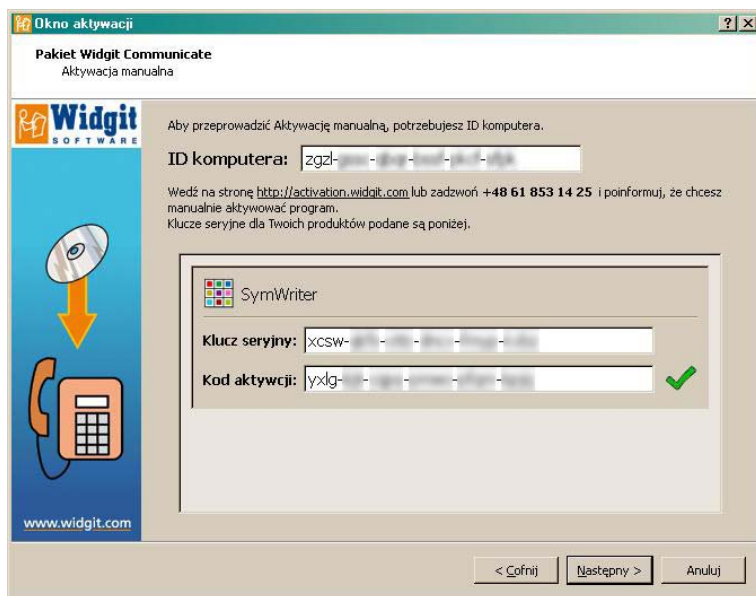 Okno aktywacji
Pakiet Widgit Communicate
Aktywacja manualna
Widgit
SOFTWARE
Aby przeprowadzić Aktywację manualną, potrzebujesz ID komputera.
ID komputera: zgzl-
Wedź na stronę http://activation.widgit.com lub zadzwoń +48 61 853 14 25 i poinformuj, że chcesz
manualnie aktywować program.
Klucze seryjne dla Twoich produktów podane są poniżej.
SymWriter
Klucz seryjny: xcsw-
Kod aktywcji: yxlg-
www.widgit.com
< Cofnij Następny > Anuluj